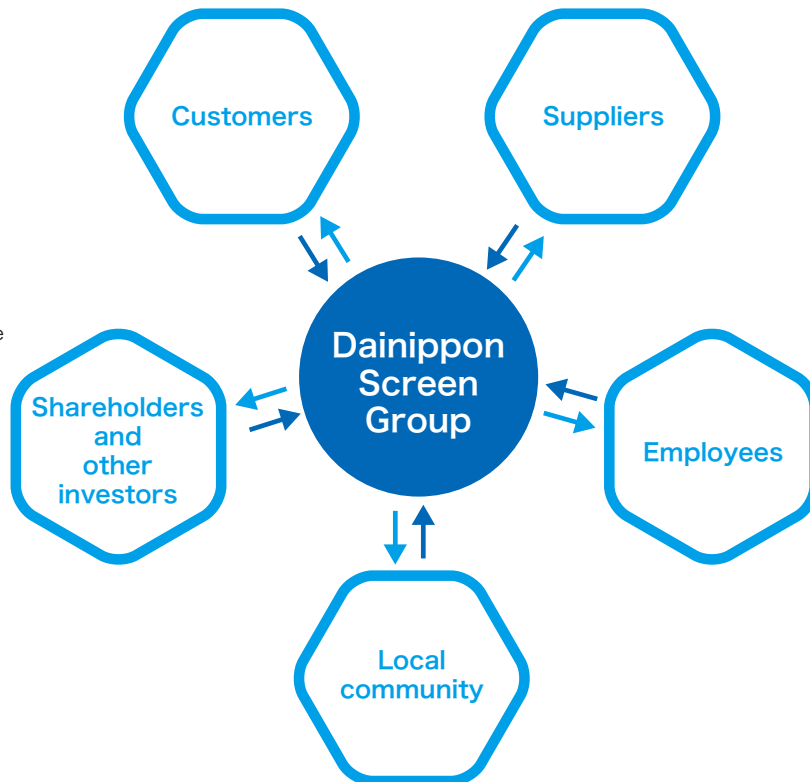 Customers
Suppliers
e
Dainippon
Screen
Group
Shareholders
and
other
investors
Employees
Local
community